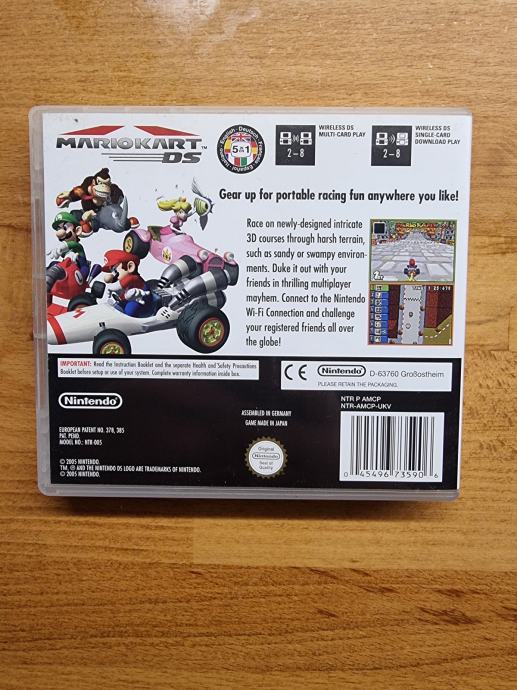 MARIOKART
DS
English · Deutsch
5 in 1
WIRELESS DS
MULTI-CARD PLAY
2 – 8
WIRELESS DS
SINGLE-CARD
DOWNLOAD PLAY
2 – 8
Gear up for portable racing fun anywhere you like!
Race on newly-designed intricate
3D courses through harsh terrain,
such as sandy or swampy environ-
ments. Duke it out with your
friends in thrilling multiplayer
mayhem. Connect to the Nintendo
Wi-Fi Connection and challenge
your registered friends all over
the globe!
IMPORTANT: Read the Instruction Booklet and the separate Health and Safety Precautions
Booklet before setup or use of your system. Complete warranty information inside box.
CE Nintendo® D-63760 Großostheim
PLEASE RETAIN THE PACKAGING.
Nintendo®
EUROPEAN PATENT NO. 378, 385
PAT. PEND.
MODEL NO.: NTR-005
© 2005 NINTENDO.
TM, ® AND THE NINTENDO DS LOGO ARE TRADEMARKS OF NINTENDO.
© 2005 NINTENDO.
ASSEMBLED IN GERMANY
GAME MADE IN JAPAN
Original
Nintendo
Seal of
Quality
NTR P AMCP
NTR-AMCP-UKV
0 45496 73590 6